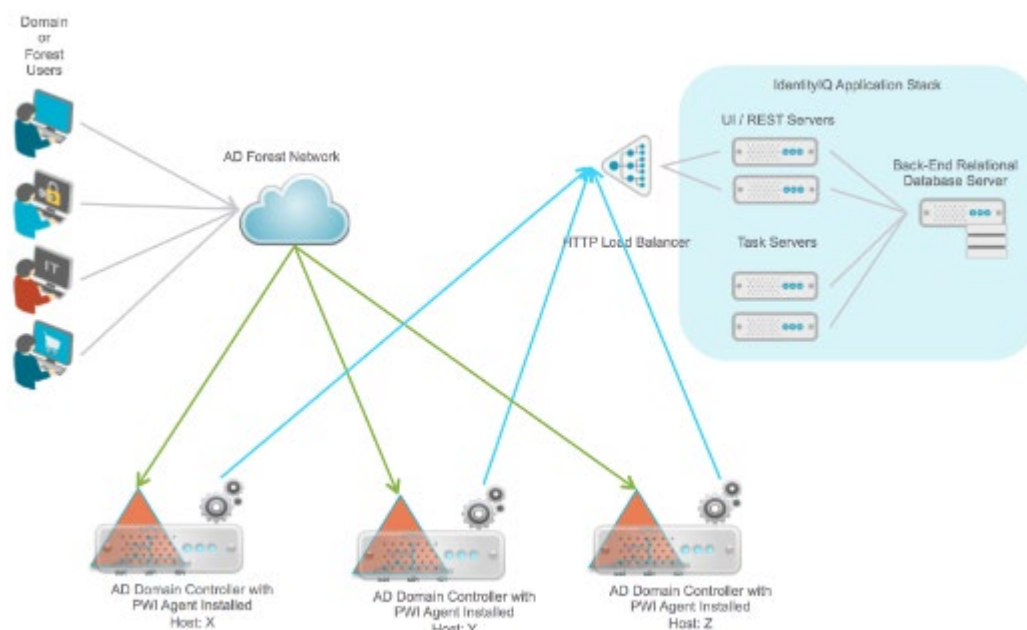 Domain
or
Forest
Users
AD Forest Network
IT
HTTP Load Balancer
IdentityIQ Application Stack
UI / REST Servers
Back-End Relational
Database Server
Task Servers
AD Domain Controller with
PWI Agent Installed
Host: X
AD Domain Controller with
PWI Agent Installed
Host: Y
AD Domain Controller with
PWI Agent Installed
Host: Z